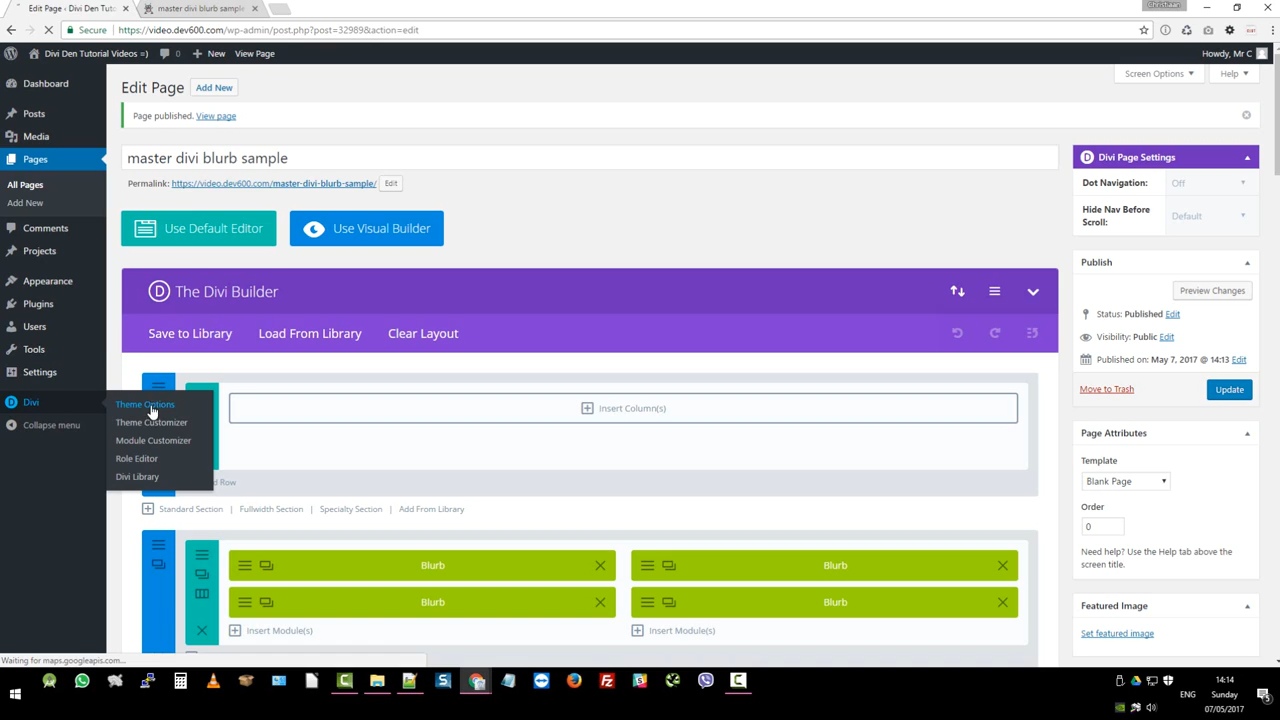 Edit Page | Divi Den Tuto
master divi blurb sample
Christiaan
Secure
https://video.dev600.com/wp-admin/post.php?post=32989&action=edit
Divi Den Tutorial Videos =)
0
New
View Page
Howdy, Mr C
Dashboard
Posts
Media
Pages
All Pages
Add New
Comments
Projects
Appearance
Plugins
Users
Tools
Settings
Divi
Collapse menu
Theme Options
Theme Customizer
Module Customizer
Role Editor
Divi Library
Edit Page
Add New
Screen Options
Help
Page published. View page
master divi blurb sample
Permalink: https://video.dev600.com/master-divi-blurb-sample/
Edit
Use Default Editor
Use Visual Builder
The Divi Builder
Save to Library
Load From Library
Clear Layout
Insert Column(s)
d Row
Standard Section | Fullwidth Section | Specialty Section | Add From Library
Blurb
Blurb
Blurb
Blurb
Insert Module(s)
Insert Module(s)
Divi Page Settings
Dot Navigation:
Off
Hide Nav Before
Scroll:
Default
Publish
Preview Changes
Status: Published Edit
Visibility: Public Edit
Published on: May 7, 2017 @ 14:13 Edit
Move to Trash
Update
Page Attributes
Template
Blank Page
Order
0
Need help? Use the Help tab above the
screen title.
Featured Image
Set featured image
Waiting for maps.googleapis.com...
ENG
14:14
Sunday
07/05/2017
5